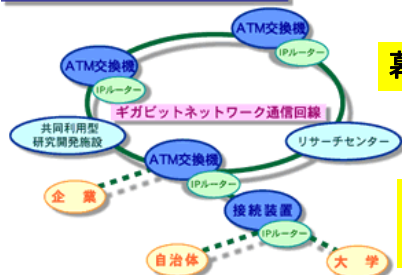 ATM交換機
IPルーター
ATM交換機
IPルーター
ギガビットネットワーク通信回線
共同利用型
研究開発施設
リサーチセンター
ATM交換機
IPルーター
企 業
接続装置
IPルーター
自治体
大 学